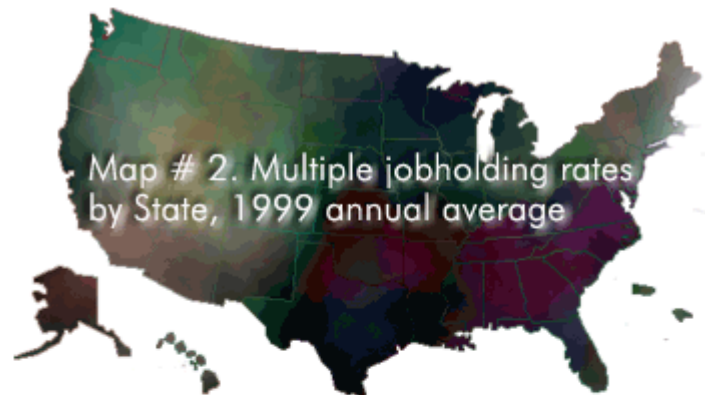 Map # 2. Multiple jobholding rates
by State, 1999 annual average